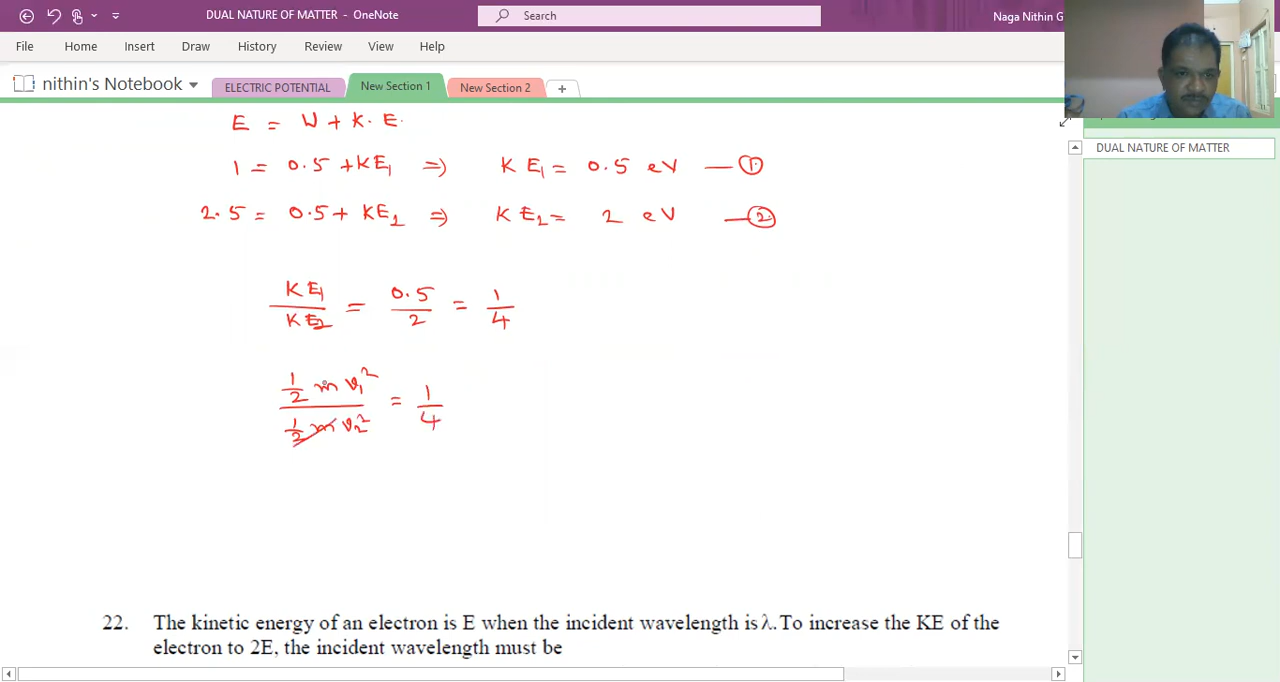 DUAL NATURE OF MATTER - OneNote
Search
Naga Nithin G
File Home Insert Draw History Review View Help
nithin's Notebook
ELECTRIC POTENTIAL New Section 1 New Section 2
DUAL NATURE OF MATTER
E = W + K.E.
1 = 0.5 + KE₁ ⇒ KE₁ = 0.5 eV — ①
2.5 = 0.5 + KE₂ ⇒ KE₂ = 2 eV — ②
KE₁/KE₂ = 0.5/2 = 1/4
½ m v₁² / ½ m v₂² = 1/4
22. The kinetic energy of an electron is E when the incident wavelength is λ. To increase the KE of the
electron to 2E, the incident wavelength must be